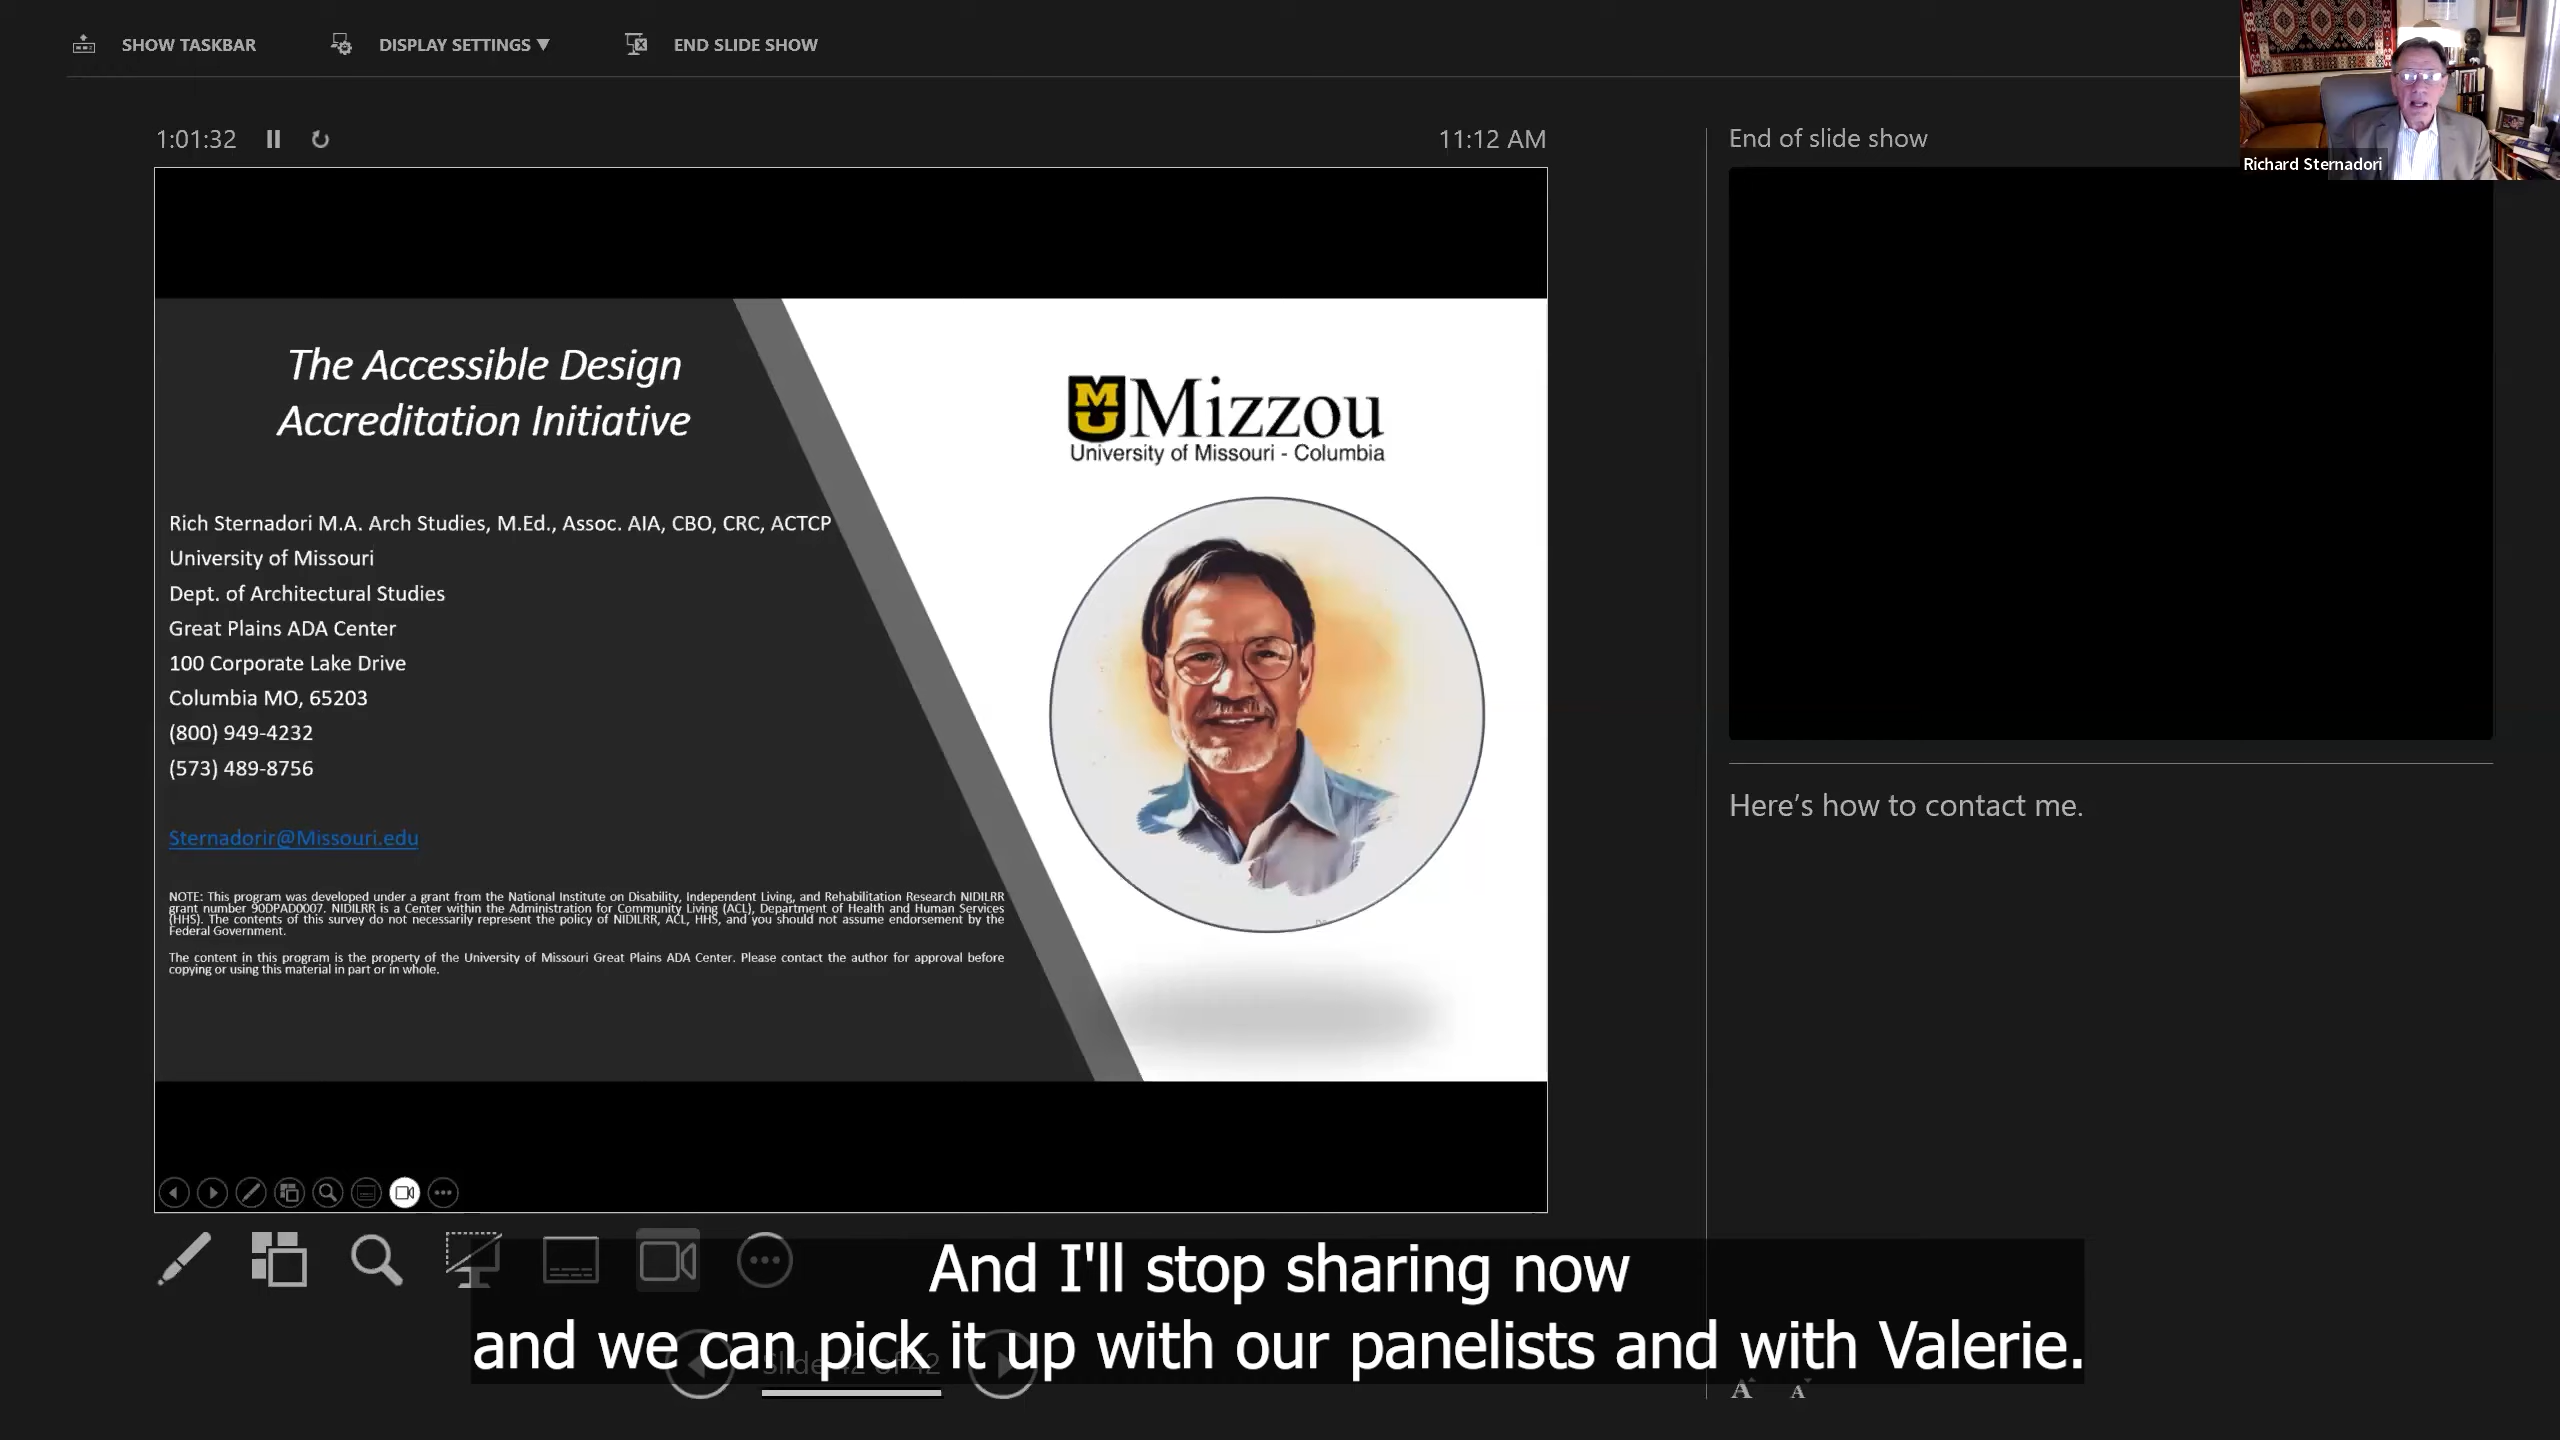 SHOW TASKBAR
DISPLAY SETTINGS ▼
END SLIDE SHOW
Richard Sternadori
1:01:32
11:12 AM
End of slide show
The Accessible Design
Accreditation Initiative
MU Mizzou
University of Missouri - Columbia
Rich Sternadori M.A. Arch Studies, M.Ed., Assoc. AIA, CBO, CRC, ACTCP
University of Missouri
Dept. of Architectural Studies
Great Plains ADA Center
100 Corporate Lake Drive
Columbia MO, 65203
(800) 949-4232
(573) 489-8756
Sternadorir@Missouri.edu
NOTE: This program was developed under a grant from the National Institute on Disability, Independent Living, and Rehabilitation Research NIDILRR
grant number 90DPAD0007. NIDILRR is a Center within the Administration for Community Living (ACL), Department of Health and Human Services
(HHS). The contents of this survey do not necessarily represent the policy of NIDILRR, ACL, HHS, and you should not assume endorsement by the
Federal Government.
The content in this program is the property of the University of Missouri Great Plains ADA Center. Please contact the author for approval before
copying or using this material in part or in whole.
Here's how to contact me.
And I'll stop sharing now
and we can pick it up with our panelists and with Valerie.
Slide 42 of 42
A A